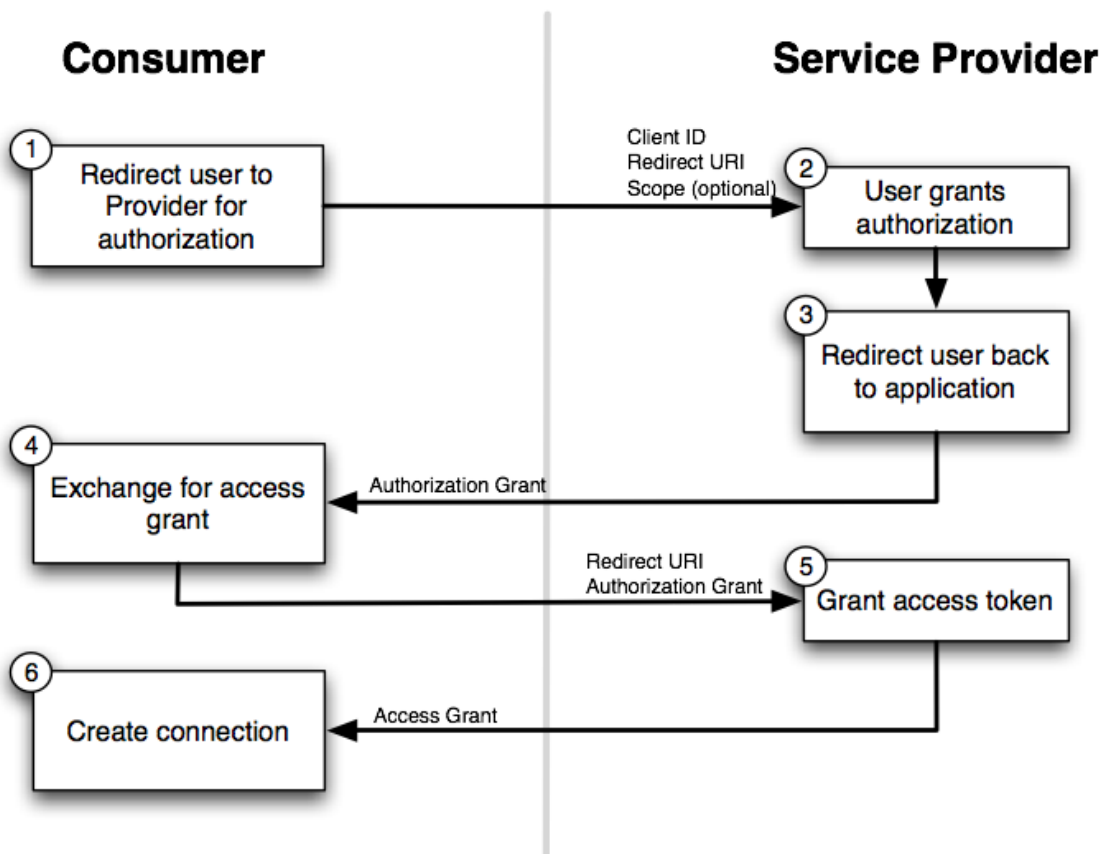 Consumer
Service Provider
1
Redirect user to
Provider for
authorization
Client ID
Redirect URI
Scope (optional)
2
User grants
authorization
3
Redirect user back
to application
4
Exchange for access
grant
Authorization Grant
Redirect URI
Authorization Grant
5
Grant access token
6
Create connection
Access Grant